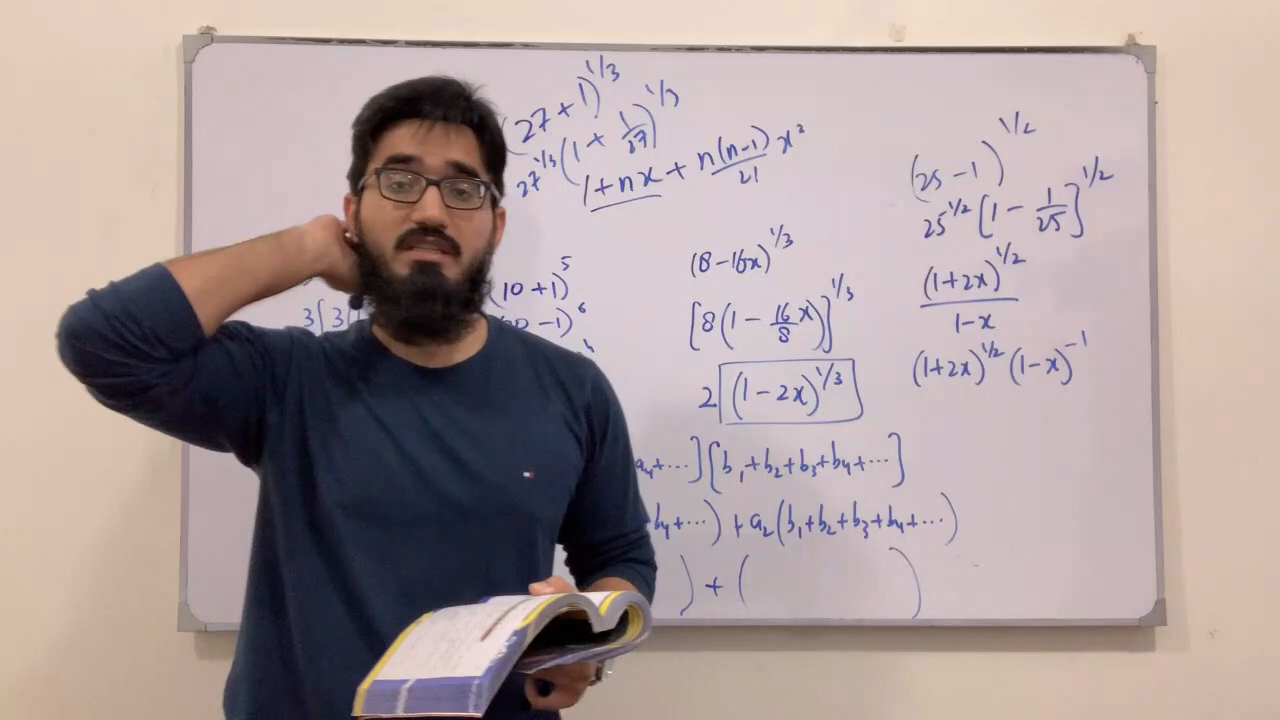 (27+1)^1/3
27^1/3 (1 + 1/27)^1/3
1+nx + n(n-1)/2! x²
(10+1)^5
3[3[
-1)^6
(8-16x)^1/3
[8(1 - 16/8 x)]^1/3
2 (1-2x)^1/3
a₄+⋯][b₁+b₂+b₃+b₄+⋯]
b₄+⋯) + a₂(b₁+b₂+b₃+b₄+⋯)
) + ( )
(25-1)^1/2
25^1/2 [1 - 1/25]^1/2
(1+2x)^1/2 / 1-x
(1+2x)^1/2 (1-x)^-1